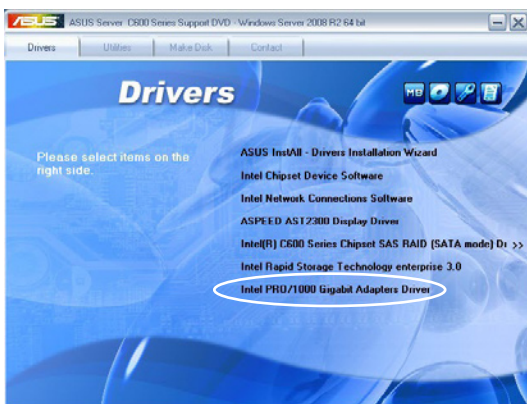 ASUS ASUS Server C600 Series Support DVD - Windows Server 2008 R2 64 bit
Drivers Utilities Make Disk Contact
Drivers
MB
Please select items on the
right side.
ASUS InstAll - Drivers Installation Wizard
Intel Chipset Device Software
Intel Network Connections Software
ASPEED AST2300 Display Driver
Intel(R) C600 Series Chipset SAS RAID (SATA mode) Dr >>
Intel Rapid Storage Technology enterprise 3.0
Intel PRO/1000 Gigabit Adapters Driver